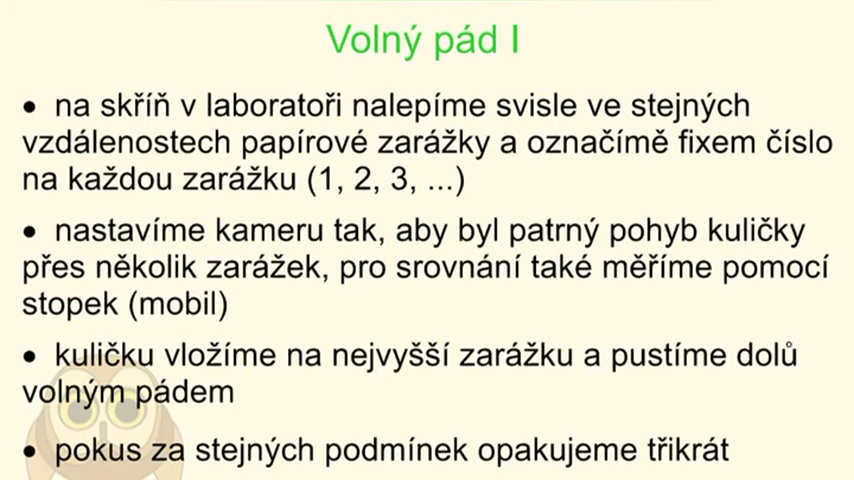 Volný pád I
• na skříň v laboratoři nalepíme svisle ve stejných
vzdálenostech papírové zarážky a označímě fixem číslo
na každou zarážku (1, 2, 3, ...)
• nastavíme kameru tak, aby byl patrný pohyb kuličky
přes několik zarážek, pro srovnání také měříme pomocí
stopek (mobil)
• kuličku vložíme na nejvyšší zarážku a pustíme dolů
volným pádem
• pokus za stejných podmínek opakujeme třikrát